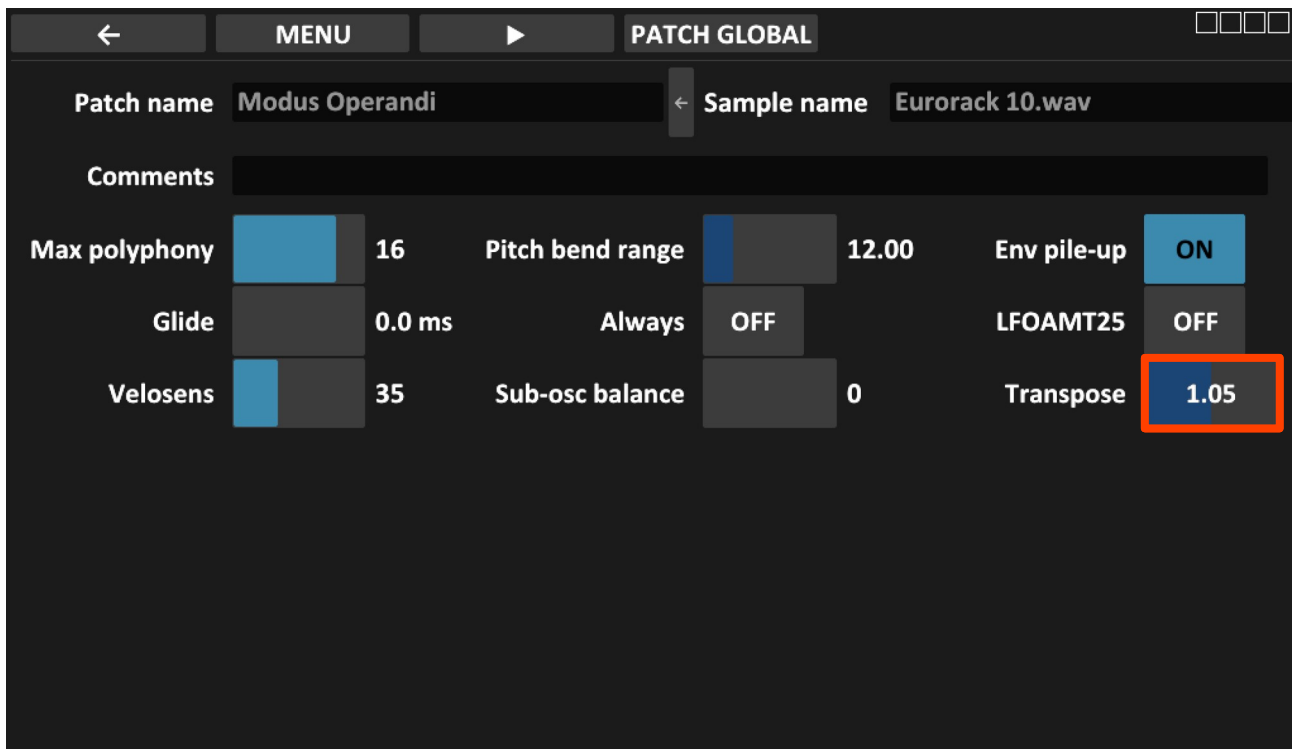 ← MENU ▶ PATCH GLOBAL
Patch name Modus Operandi ← Sample name Eurorack 10.wav
Comments
Max polyphony 16 Pitch bend range 12.00 Env pile-up ON
Glide 0.0 ms Always OFF LFOAMT25 OFF
Velosens 35 Sub-osc balance 0 Transpose 1.05